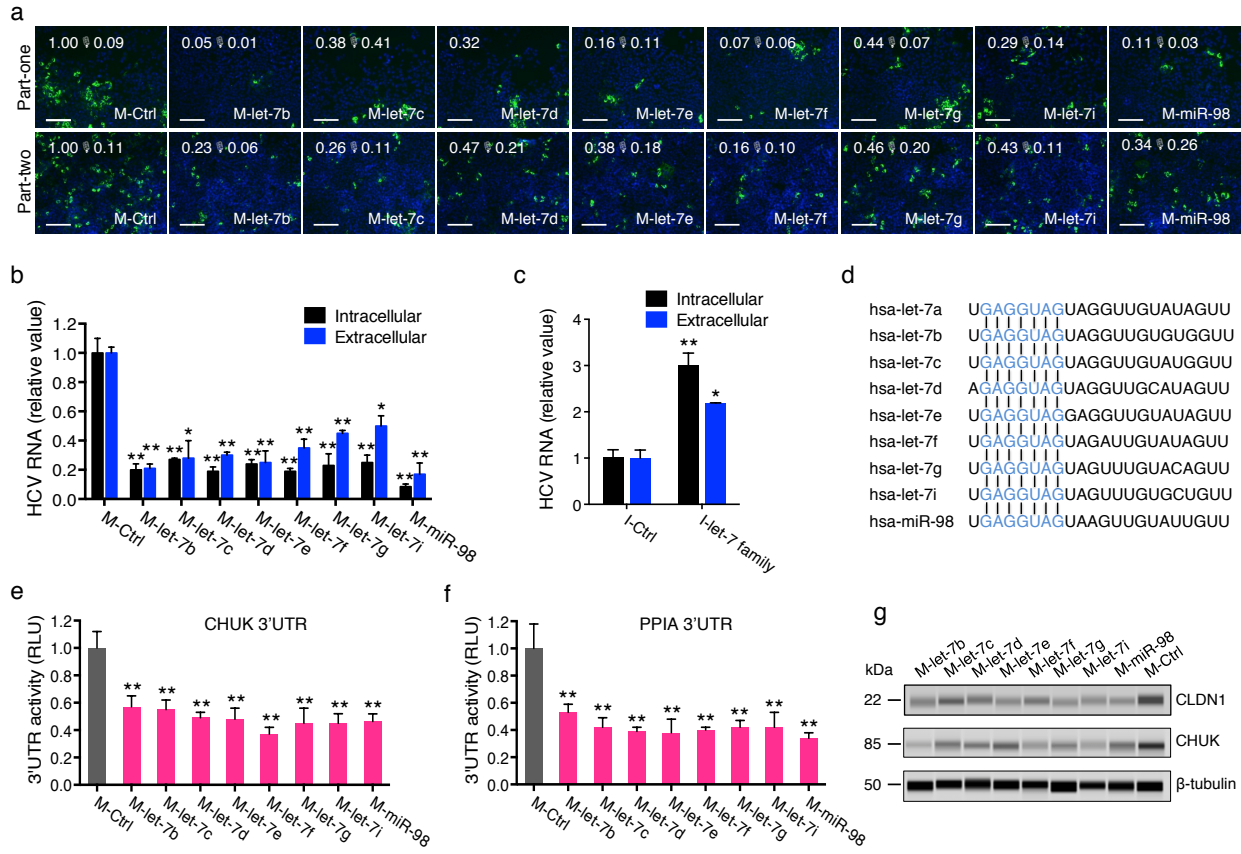 a
Part-one
1.00 0.09
M-Ctrl
0.05 0.01
M-let-7b
0.38 0.41
M-let-7c
0.32
M-let-7d
0.16 0.11
M-let-7e
0.07 0.06
M-let-7f
0.44 0.07
M-let-7g
0.29 0.14
M-let-7i
0.11 0.03
M-miR-98
Part-two
1.00 0.11
M-Ctrl
0.23 0.06
M-let-7b
0.26 0.11
M-let-7c
0.47 0.21
M-let-7d
0.38 0.18
M-let-7e
0.16 0.10
M-let-7f
0.46 0.20
M-let-7g
0.43 0.11
M-let-7i
0.34 0.26
M-miR-98
b
HCV RNA (relative value)
1.2
1.0
0.8
0.6
0.4
0.2
0.0
Intracellular
Extracellular
** ** ** * ** ** ** ** ** ** ** ** ** * ** **
M-Ctrl
M-let-7b
M-let-7c
M-let-7d
M-let-7e
M-let-7f
M-let-7g
M-let-7i
M-miR-98
c
HCV RNA (relative value)
4
3
2
1
0
Intracellular
Extracellular
**
*
I-Ctrl
I-let-7 family
d
hsa-let-7a UGAGGUAGUAGGUUGUAUAGUU
hsa-let-7b UGAGGUAGUAGGUUGUGUGGUU
hsa-let-7c UGAGGUAGUAGGUUGUAUGGUU
hsa-let-7d AGAGGUAGUAGGUUGCAUAGUU
hsa-let-7e UGAGGUAGGAGGUUGUAUAGUU
hsa-let-7f UGAGGUAGUAGAUUGUAUAGUU
hsa-let-7g UGAGGUAGUAGUUUGUACAGUU
hsa-let-7i UGAGGUAGUAGUUUGUGCUGUU
hsa-miR-98 UGAGGUAGUAAGUUGUAUUGUU
e
CHUK 3'UTR
3'UTR activity (RLU)
1.2
1.0
0.8
0.6
0.4
0.2
0.0
** ** ** ** ** ** ** **
M-Ctrl
M-let-7b
M-let-7c
M-let-7d
M-let-7e
M-let-7f
M-let-7g
M-let-7i
M-miR-98
f
PPIA 3'UTR
3'UTR activity (RLU)
1.2
1.0
0.8
0.6
0.4
0.2
0.0
** ** ** ** ** ** ** **
M-Ctrl
M-let-7b
M-let-7c
M-let-7d
M-let-7e
M-let-7f
M-let-7g
M-let-7i
M-miR-98
g
kDa
M-let-7b
M-let-7c
M-let-7d
M-let-7e
M-let-7f
M-let-7g
M-let-7i
M-miR-98
M-Ctrl
22 CLDN1
85 CHUK
50 β-tubulin